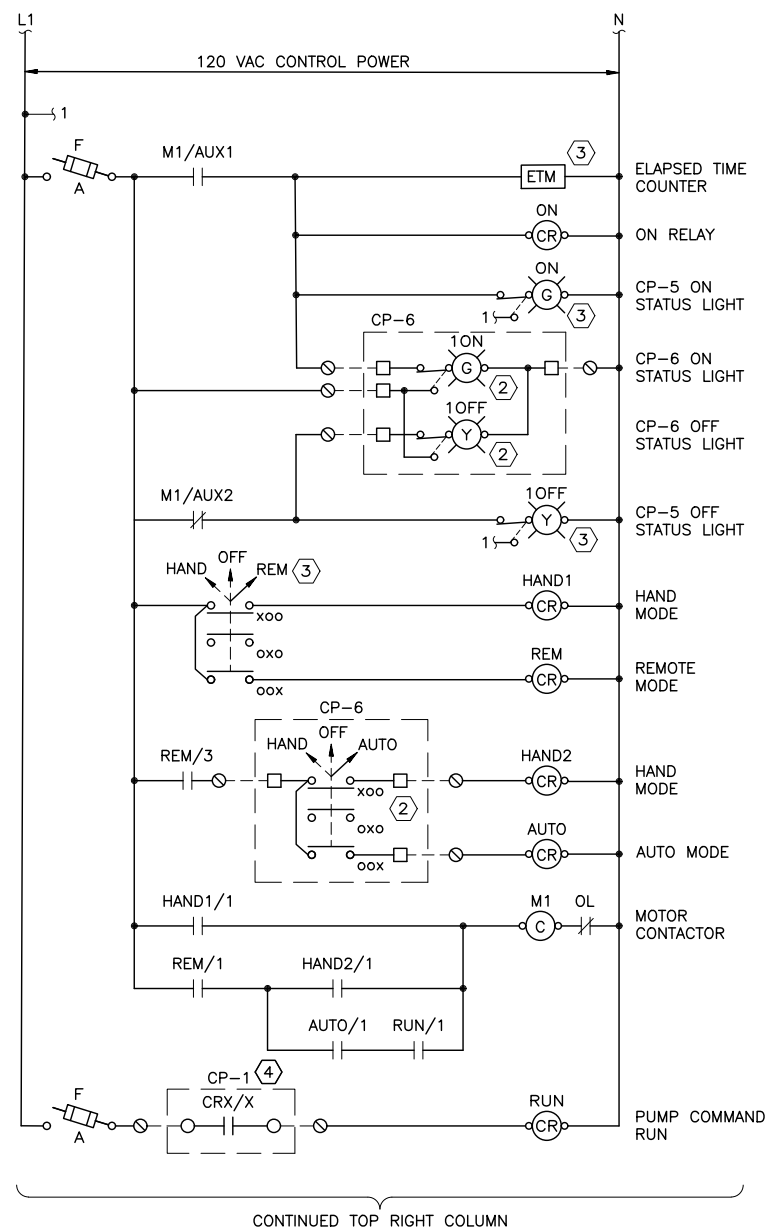 L1
N
120 VAC CONTROL POWER
1
F
A
M1/AUX1
3
ETM
ELAPSED TIME
COUNTER
ON
CR
ON RELAY
ON
G
1
3
CP-5 ON
STATUS LIGHT
CP-6
1ON
G
2
CP-6 ON
STATUS LIGHT
1OFF
Y
2
CP-6 OFF
STATUS LIGHT
M1/AUX2
1OFF
Y
1
3
CP-5 OFF
STATUS LIGHT
HAND
OFF
REM
3
XOO
OXO
OOX
HAND1
CR
HAND
MODE
REM
CR
REMOTE
MODE
CP-6
REM/3
HAND
OFF
AUTO
XOO
2
OXO
OOX
HAND2
CR
HAND
MODE
AUTO
CR
AUTO MODE
HAND1/1
M1
C
OL
MOTOR
CONTACTOR
REM/1
HAND2/1
AUTO/1
RUN/1
F
A
CP-1
4
CRX/X
RUN
CR
PUMP COMMAND
RUN
CONTINUED TOP RIGHT COLUMN